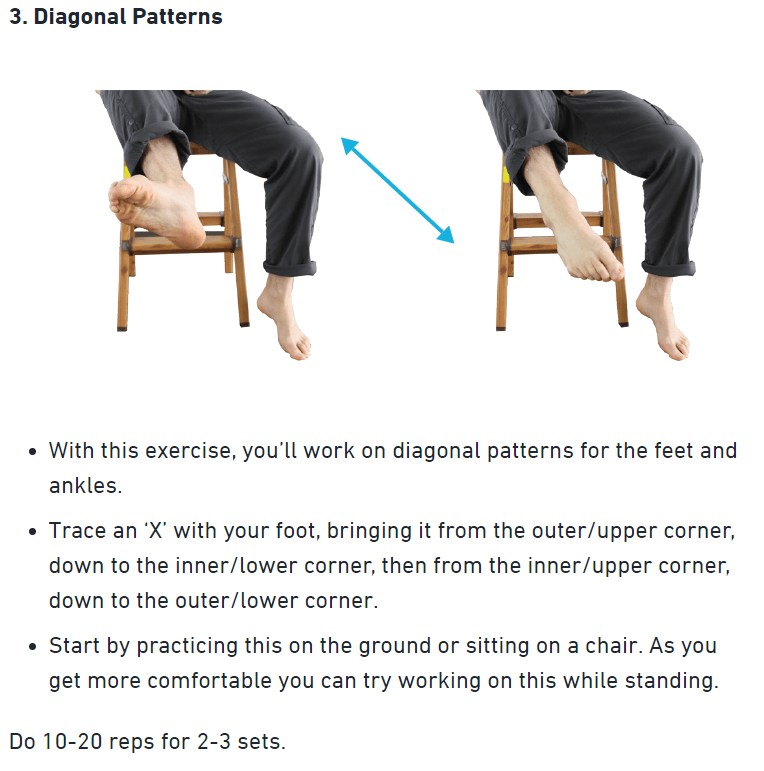 3. Diagonal Patterns
With this exercise, you’ll work on diagonal patterns for the feet and
ankles.
Trace an ‘X’ with your foot, bringing it from the outer/upper corner,
down to the inner/lower corner, then from the inner/upper corner,
down to the outer/lower corner.
Start by practicing this on the ground or sitting on a chair. As you
get more comfortable you can try working on this while standing.
Do 10-20 reps for 2-3 sets.